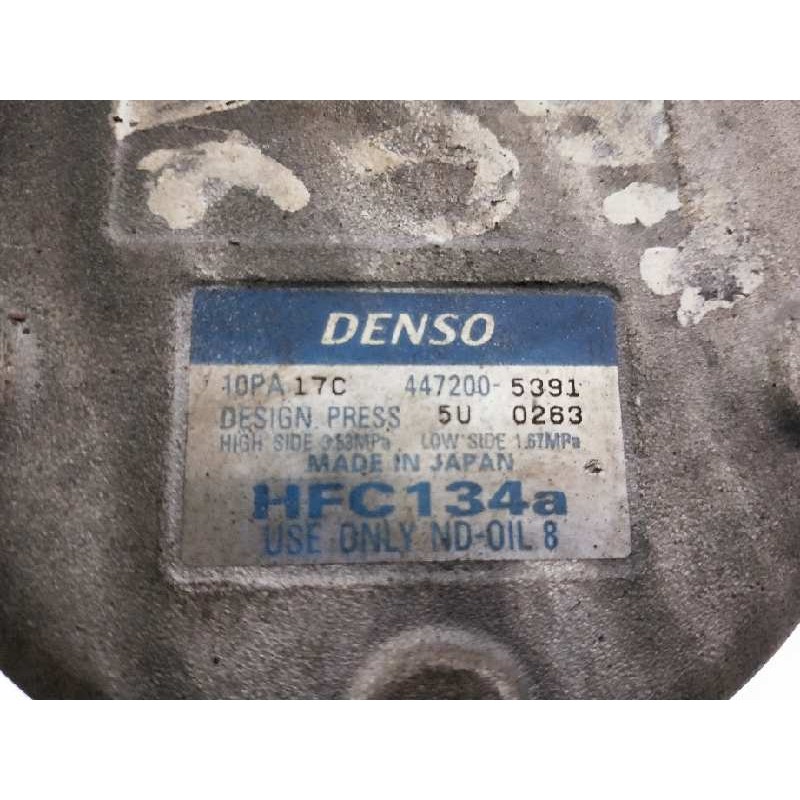 DENSO
10PA17C 447200-5391
DESIGN PRESS 5U 0263
HIGH SIDE 3.53MPa LOW SIDE 1.67MPa
MADE IN JAPAN
HFC134a
USE ONLY ND-OIL 8